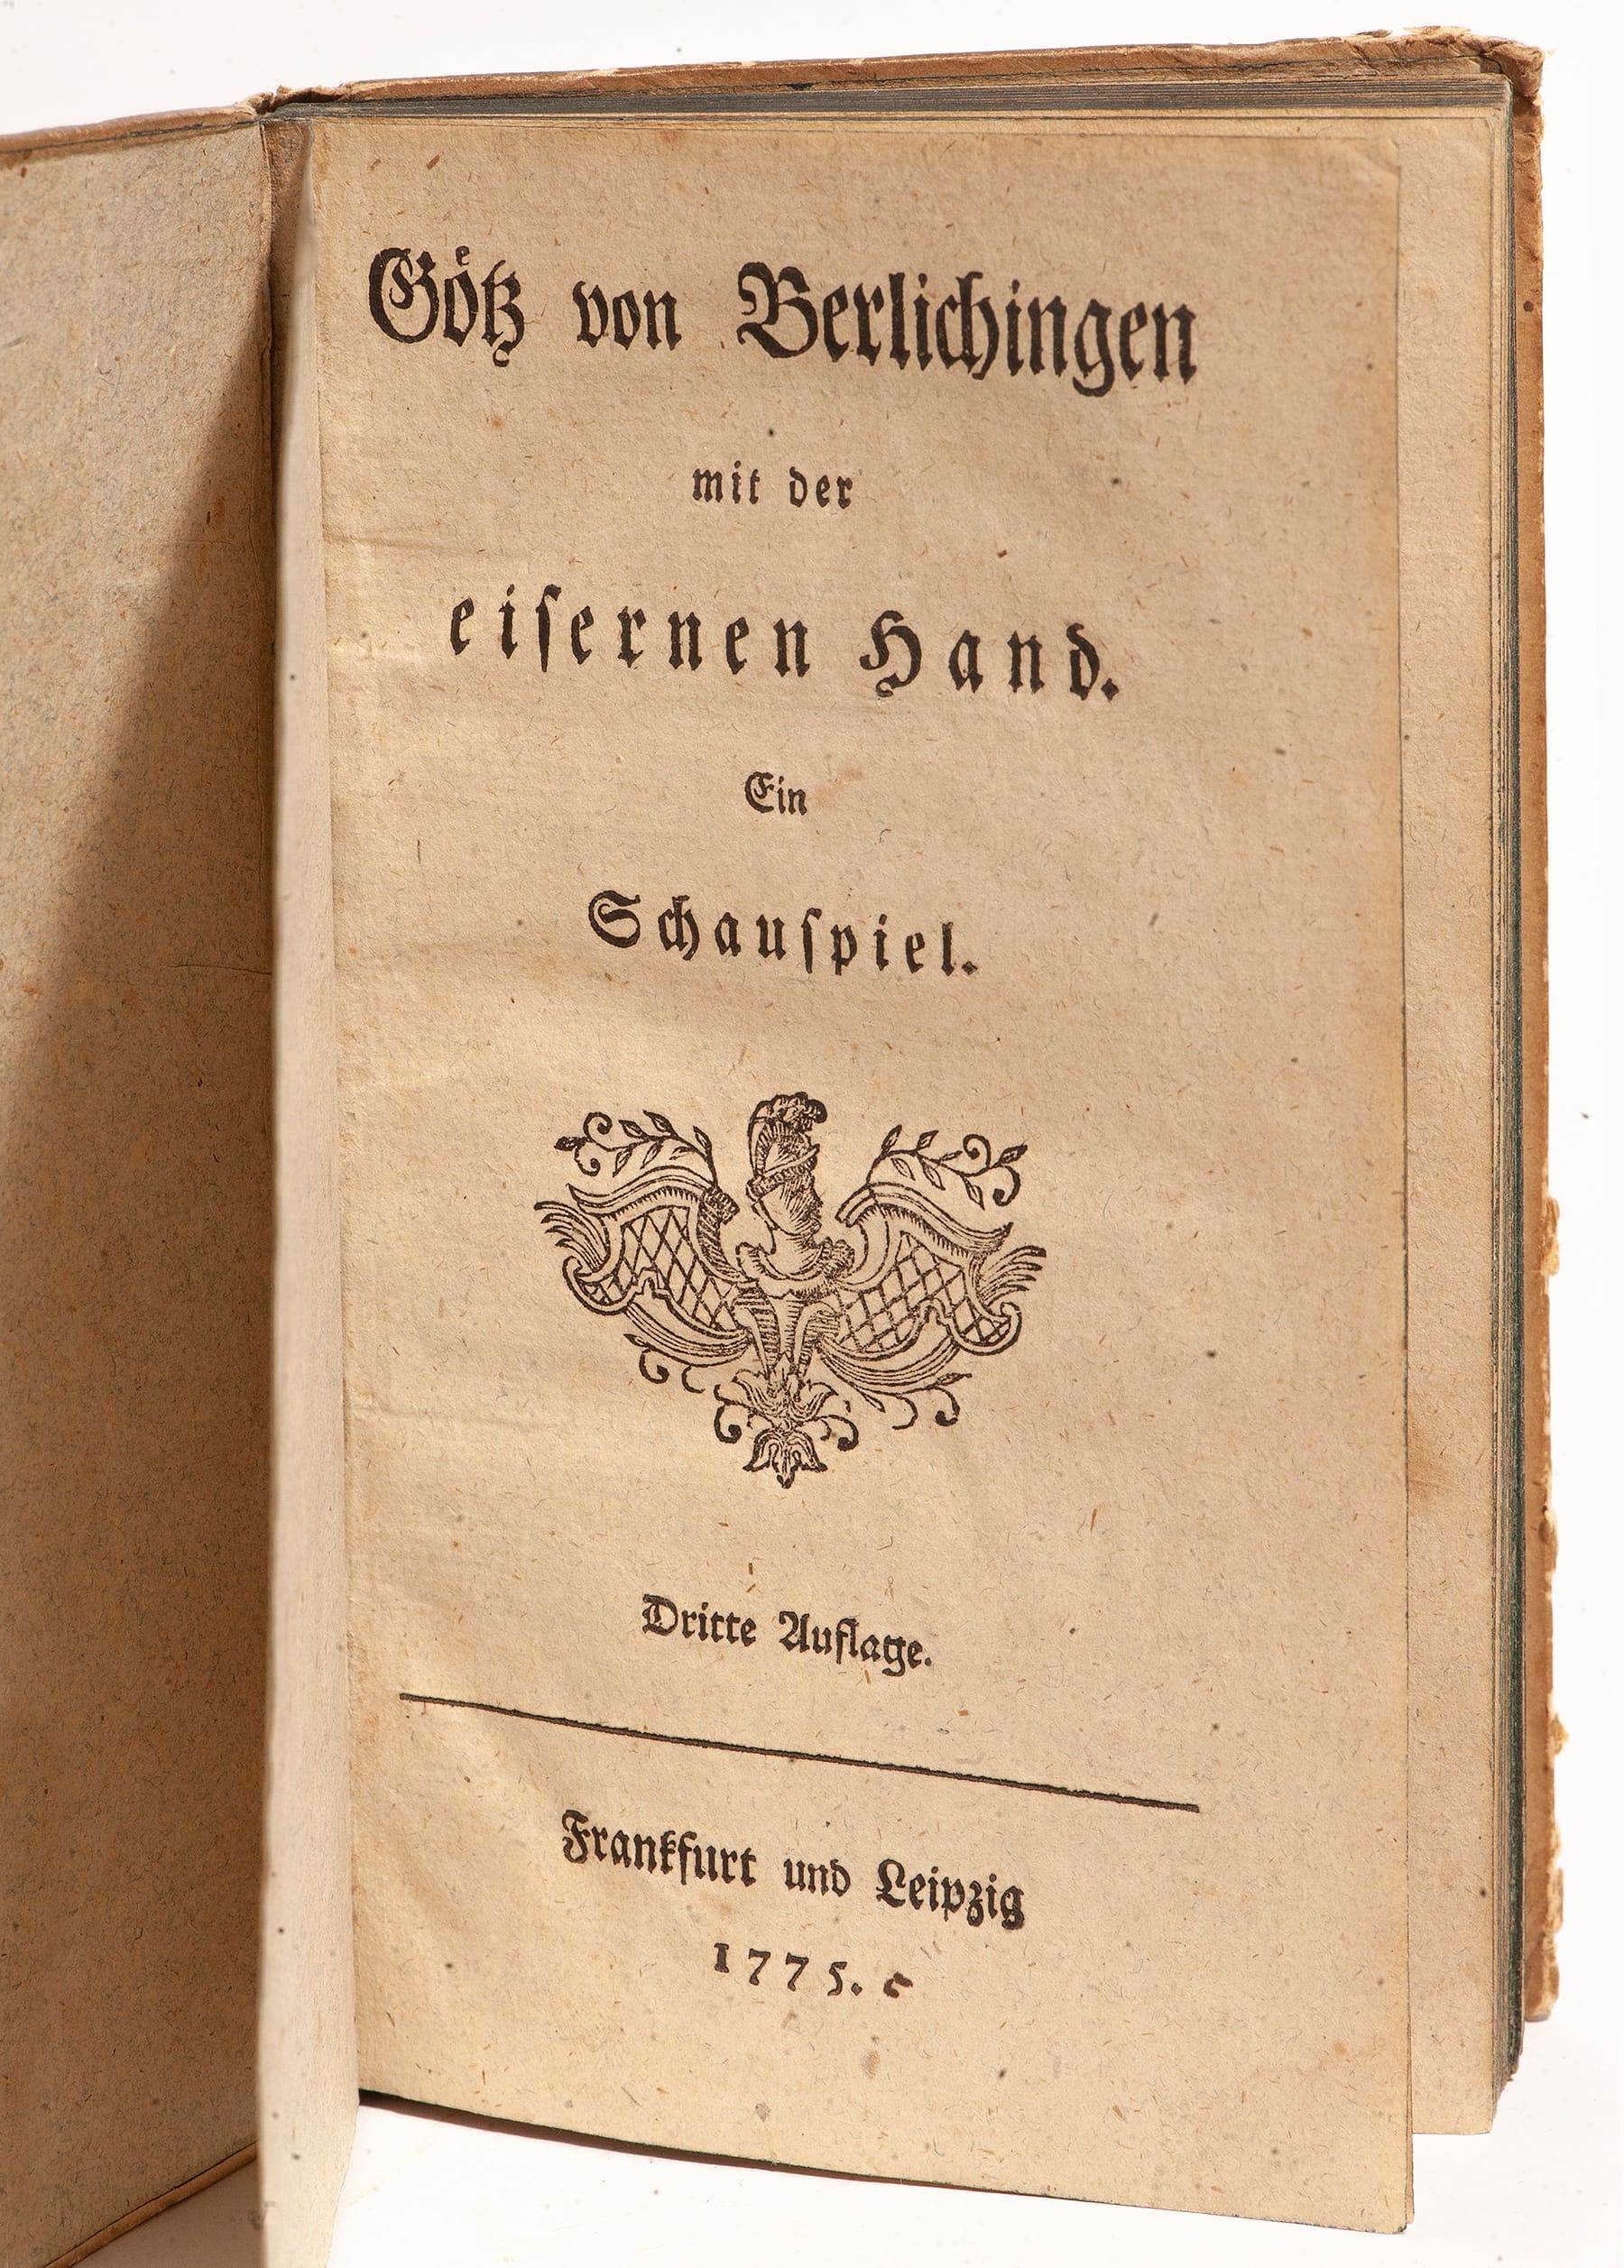 Götz von Berlichingen
mit der
eiſernen Hand.
Ein
Schauſpiel.
Dritte Auflage.
Frankfurt und Leipzig
1775.